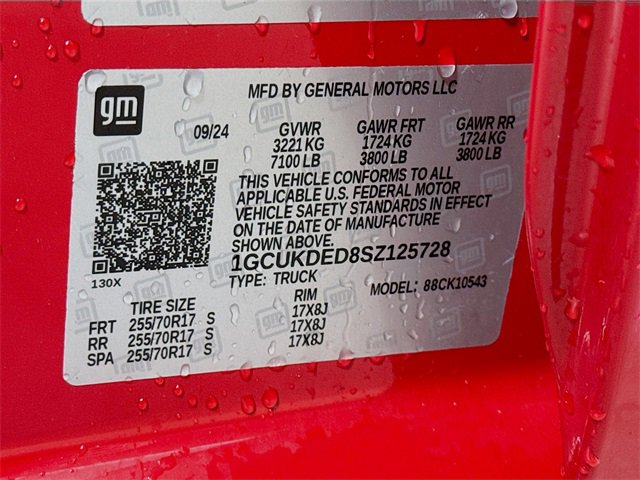 gm
MFD BY GENERAL MOTORS LLC
09/24 GVWR GAWR FRT GAWR RR
3221 KG 1724 KG 1724 KG
7100 LB 3800 LB 3800 LB
THIS VEHICLE CONFORMS TO ALL
APPLICABLE U.S. FEDERAL MOTOR
VEHICLE SAFETY STANDARDS IN EFFECT
ON THE DATE OF MANUFACTURE
SHOWN ABOVE.
1GCUKDED8SZ125728
130X
TYPE: TRUCK MODEL: 88CK10543
TIRE SIZE RIM
FRT 255/70R17 S 17X8J
RR 255/70R17 S 17X8J
SPA 255/70R17 S 17X8J